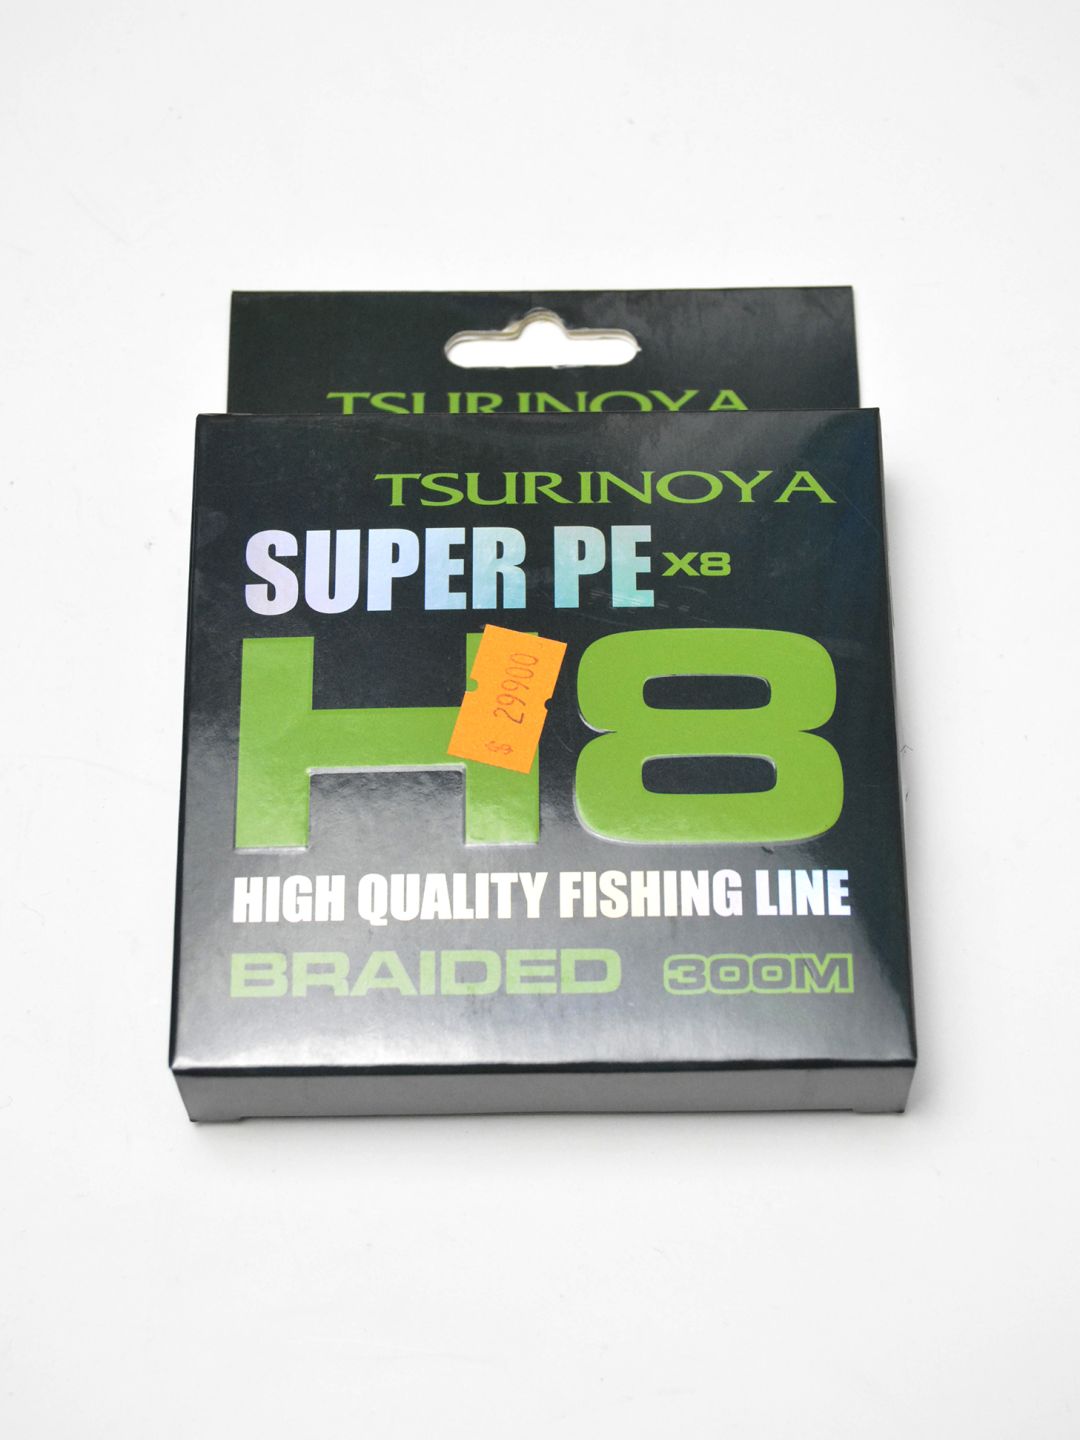 TSURINOYA
TSURINOYA
SUPER PE X8
H8
$ 29900
HIGH QUALITY FISHING LINE
BRAIDED 300M